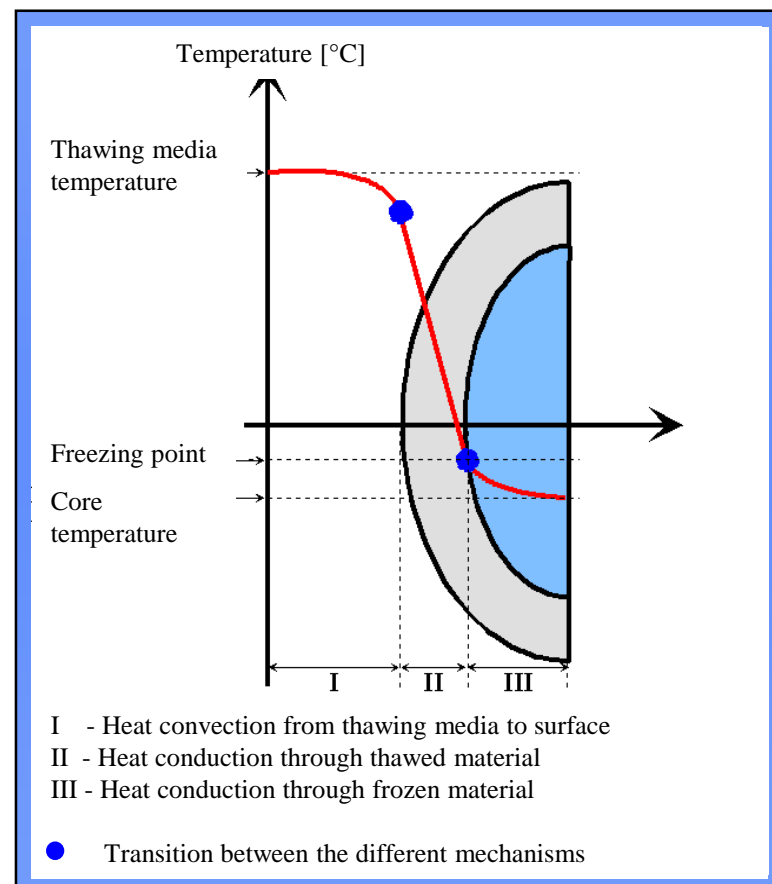 Temperature [°C]
Thawing media
temperature
Freezing point
Core
temperature
I II III
I - Heat convection from thawing media to surface
II - Heat conduction through thawed material
III - Heat conduction through frozen material
Transition between the different mechanisms